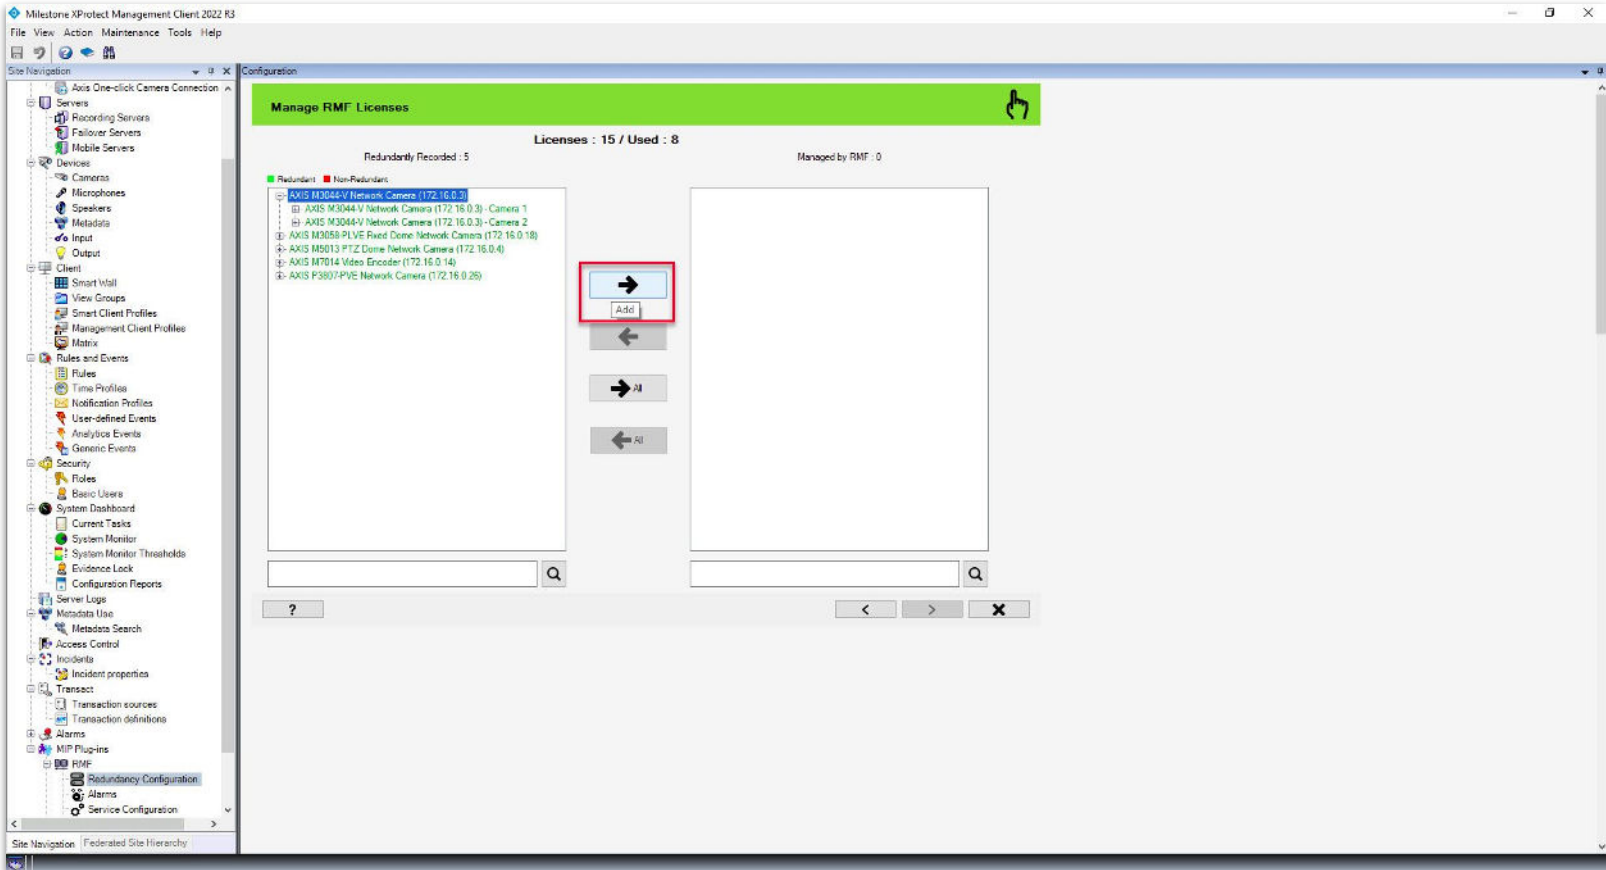 Milestone XProtect Management Client 2022 R3
File View Action Maintenance Tools Help
Site Navigation
Configuration
Axis One-click Camera Connection
Servers
Recording Servers
Failover Servers
Mobile Servers
Devices
Cameras
Microphones
Speakers
Metadata
Input
Output
Client
Smart Wall
View Groups
Smart Client Profiles
Management Client Profiles
Matrix
Rules and Events
Rules
Time Profiles
Notification Profiles
User-defined Events
Analytics Events
Generic Events
Security
Roles
Basic Users
System Dashboard
Current Tasks
System Monitor
System Monitor Thresholds
Evidence Lock
Configuration Reports
Server Logs
Metadata Use
Metadata Search
Access Control
Incidents
Incident properties
Transact
Transaction sources
Transaction definitions
Alarms
MIP Plug-ins
RMF
Redundancy Configuration
Alarms
Service Configuration
Site Navigation Federated Site Hierarchy
Manage RMF Licenses
Licenses : 15 / Used : 8
Redundantly Recorded : 5
Managed by RMF : 0
Redundant Non-Redundant
AXIS M3044-V Network Camera (172.16.0.3)
AXIS M3044-V Network Camera (172.16.0.3) - Camera 1
AXIS M3044-V Network Camera (172.16.0.3) - Camera 2
AXIS M3058-PLVE Fixed Dome Network Camera (172.16.0.18)
AXIS M5013 PTZ Dome Network Camera (172.16.0.4)
AXIS M7014 Video Encoder (172.16.0.14)
AXIS P3807-PVE Network Camera (172.16.0.26)
Add
All
All
?